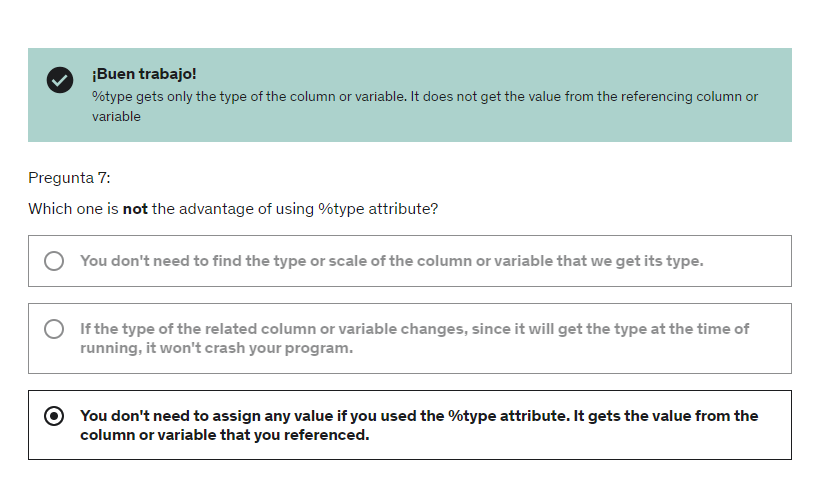 ¡Buen trabajo!
%type gets only the type of the column or variable. It does not get the value from the referencing column or
variable
Pregunta 7:
Which one is not the advantage of using %type attribute?
You don't need to find the type or scale of the column or variable that we get its type.
If the type of the related column or variable changes, since it will get the type at the time of
running, it won't crash your program.
You don't need to assign any value if you used the %type attribute. It gets the value from the
column or variable that you referenced.